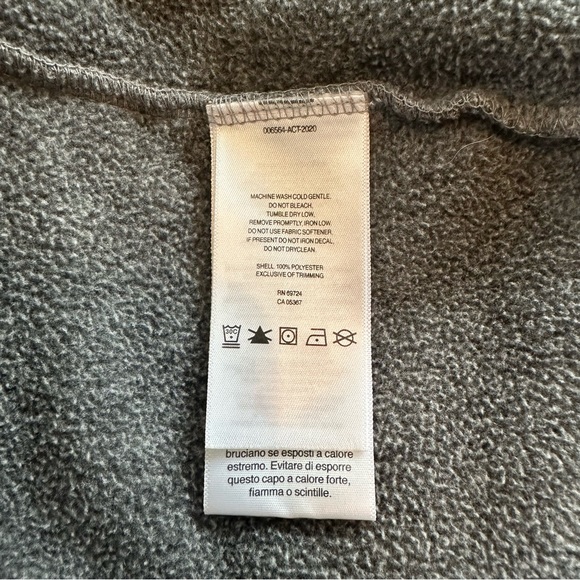 006564-ACT-2020
MACHINE WASH COLD GENTLE.
DO NOT BLEACH.
TUMBLE DRY LOW.
REMOVE PROMPTLY. IRON LOW.
DO NOT USE FABRIC SOFTENER.
IF PRESENT DO NOT IRON DECAL.
DO NOT DRYCLEAN.
SHELL: 100% POLYESTER
EXCLUSIVE OF TRIMMING
RN 69724
CA 05367
30C
bruciano se esposti a calore
estremo. Evitare di esporre
questo capo a calore forte,
fiamma o scintille.